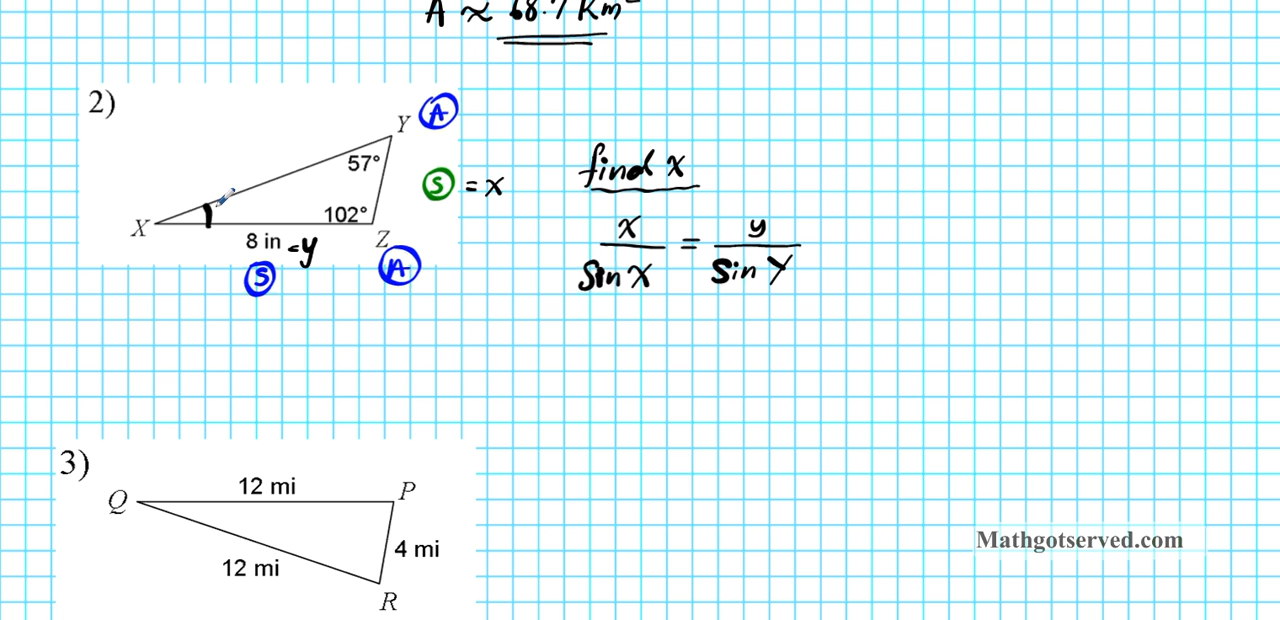 A ≈ 68.7 Km²
2)
Y A
57°
S = x
X
102°
Z
8 in = y
S
A
find x
x/sin X = y/sin Y
3)
Q
12 mi
P
4 mi
12 mi
R
Mathgotserved.com